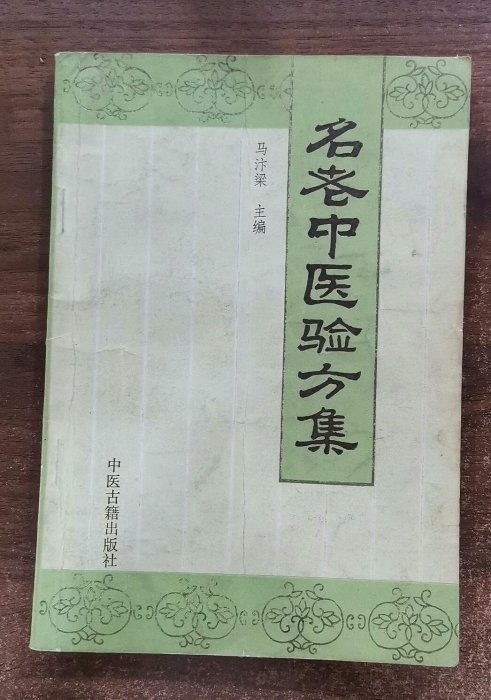 名老中医验方集
马汴梁 主编
中医古籍出版社